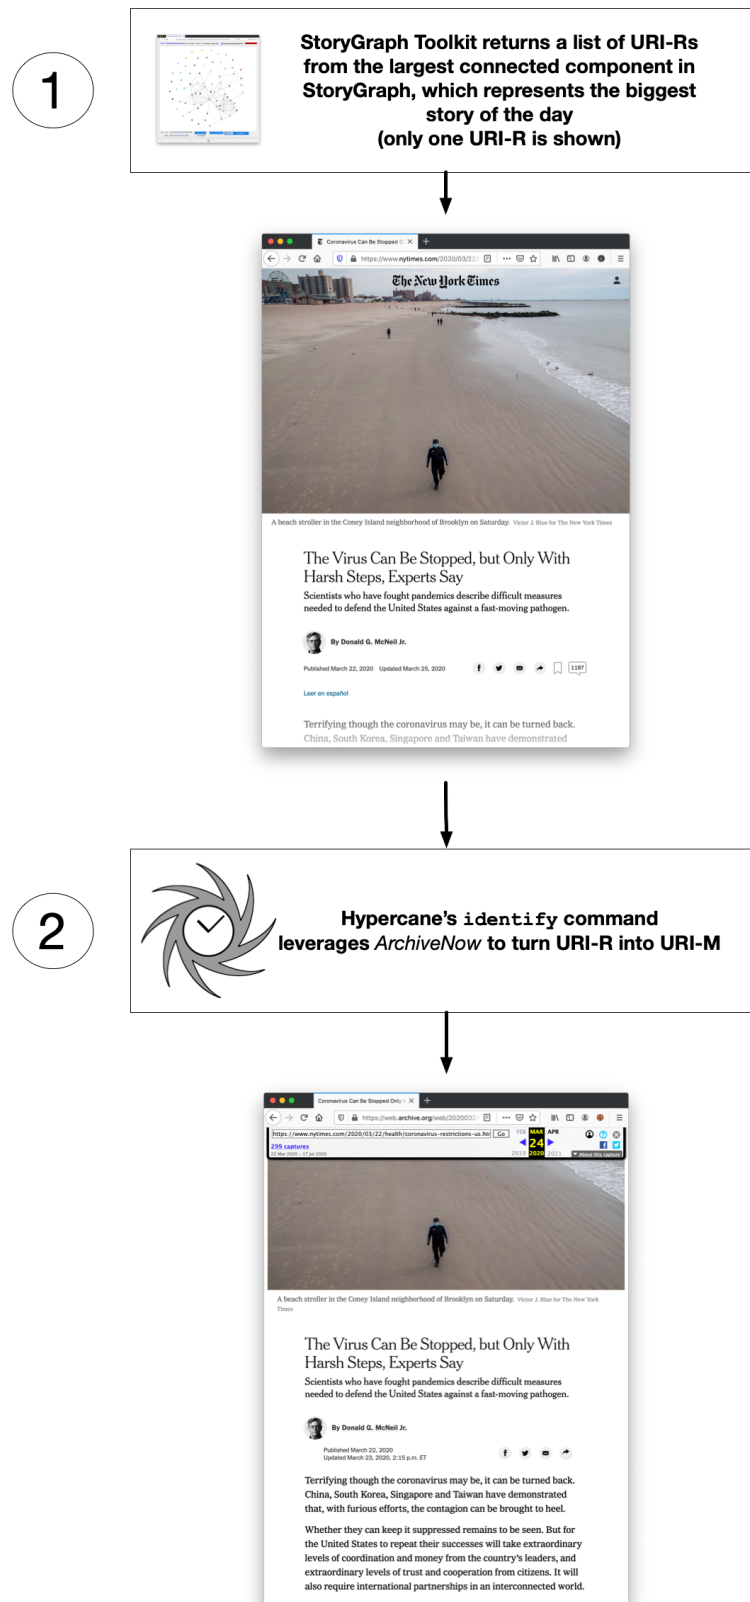 1
StoryGraph Toolkit returns a list of URI-Rs
from the largest connected component in
StoryGraph, which represents the biggest
story of the day
(only one URI-R is shown)
Coronavirus Can Be Stopped O
https://www.nytimes.com/2020/03/22/
The New York Times
A beach stroller in the Coney Island neighborhood of Brooklyn on Saturday. Victor J. Blue for The New York Times
The Virus Can Be Stopped, but Only With
Harsh Steps, Experts Say
Scientists who have fought pandemics describe difficult measures
needed to defend the United States against a fast-moving pathogen.
By Donald G. McNeil Jr.
Published March 22, 2020 Updated March 25, 2020
1197
Leer en español
Terrifying though the coronavirus may be, it can be turned back.
China, South Korea, Singapore and Taiwan have demonstrated
2
Hypercane's identify command
leverages ArchiveNow to turn URI-R into URI-M
Coronavirus Can Be Stopped Only
https://web.archive.org/web/2020032
https://www.nytimes.com/2020/03/22/health/coronavirus-restrictions-us.ht
Go
FEB MAR APR
299 captures
24
22 Mar 2020 – 17 Jul 2020
2019 2020 2021
About this capture
A beach stroller in the Coney Island neighborhood of Brooklyn on Saturday. Victor J. Blue for The New York
Times
The Virus Can Be Stopped, but Only With
Harsh Steps, Experts Say
Scientists who have fought pandemics describe difficult measures
needed to defend the United States against a fast-moving pathogen.
By Donald G. McNeil Jr.
Published March 22, 2020
Updated March 23, 2020, 2:15 p.m. ET
Terrifying though the coronavirus may be, it can be turned back.
China, South Korea, Singapore and Taiwan have demonstrated
that, with furious efforts, the contagion can be brought to heel.
Whether they can keep it suppressed remains to be seen. But for
the United States to repeat their successes will take extraordinary
levels of coordination and money from the country's leaders, and
extraordinary levels of trust and cooperation from citizens. It will
also require international partnerships in an interconnected world.